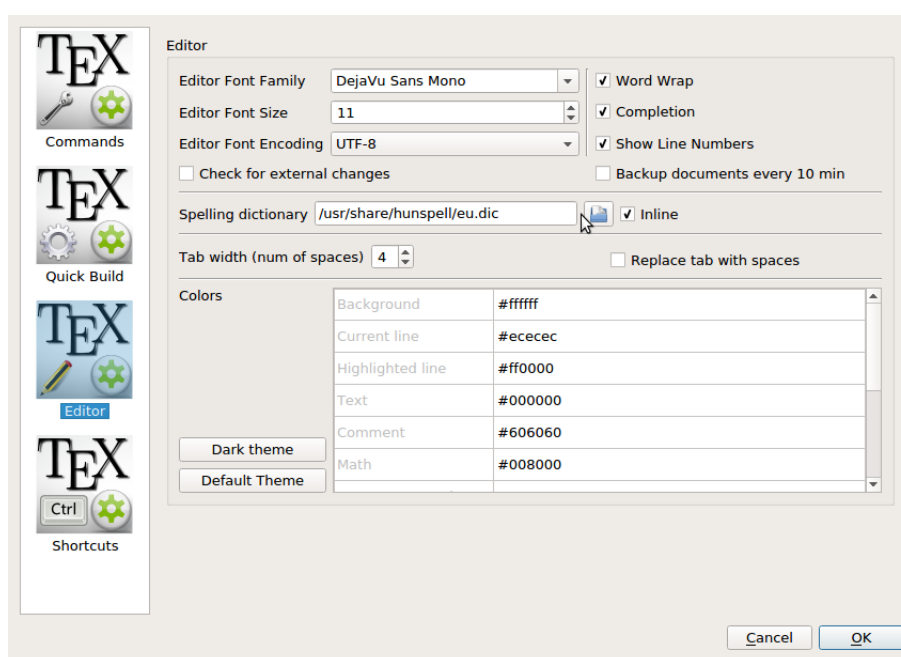 TEX
Commands
TEX
Quick Build
TEX
Editor
TEX
Ctrl
Shortcuts
Editor
Editor Font Family DejaVu Sans Mono Word Wrap
Editor Font Size 11 Completion
Editor Font Encoding UTF-8 Show Line Numbers
Check for external changes Backup documents every 10 min
Spelling dictionary /usr/share/hunspell/eu.dic Inline
Tab width (num of spaces) 4 Replace tab with spaces
Colors
Background #ffffff
Current line #ececec
Highlighted line #ff0000
Text #000000
Comment #606060
Math #008000
Dark theme
Default Theme
Cancel OK